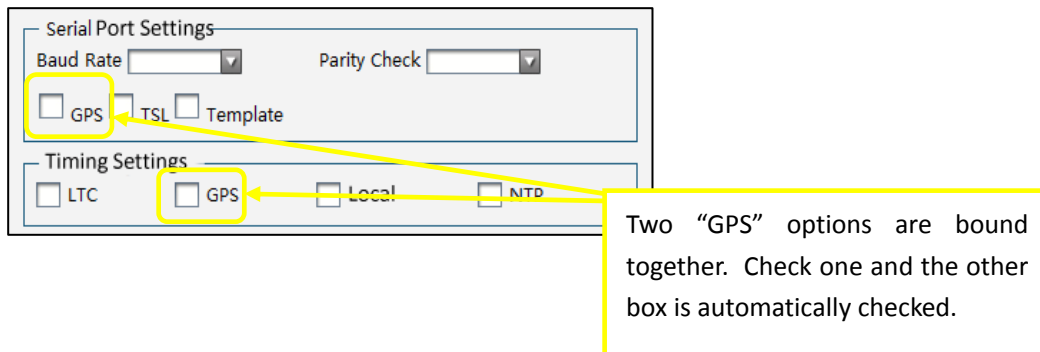 Serial Port Settings
Baud Rate Parity Check
GPS TSL Template
Timing Settings
LTC GPS Local NTP
Two “GPS” options are bound
together. Check one and the other
box is automatically checked.